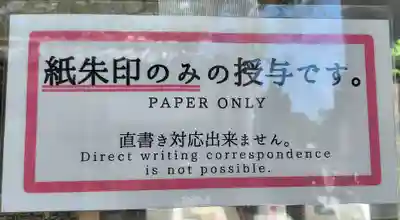 紙朱印のみの授与です。
PAPER ONLY
直書き対応出来ません。
Direct writing correspondence
is not possible.